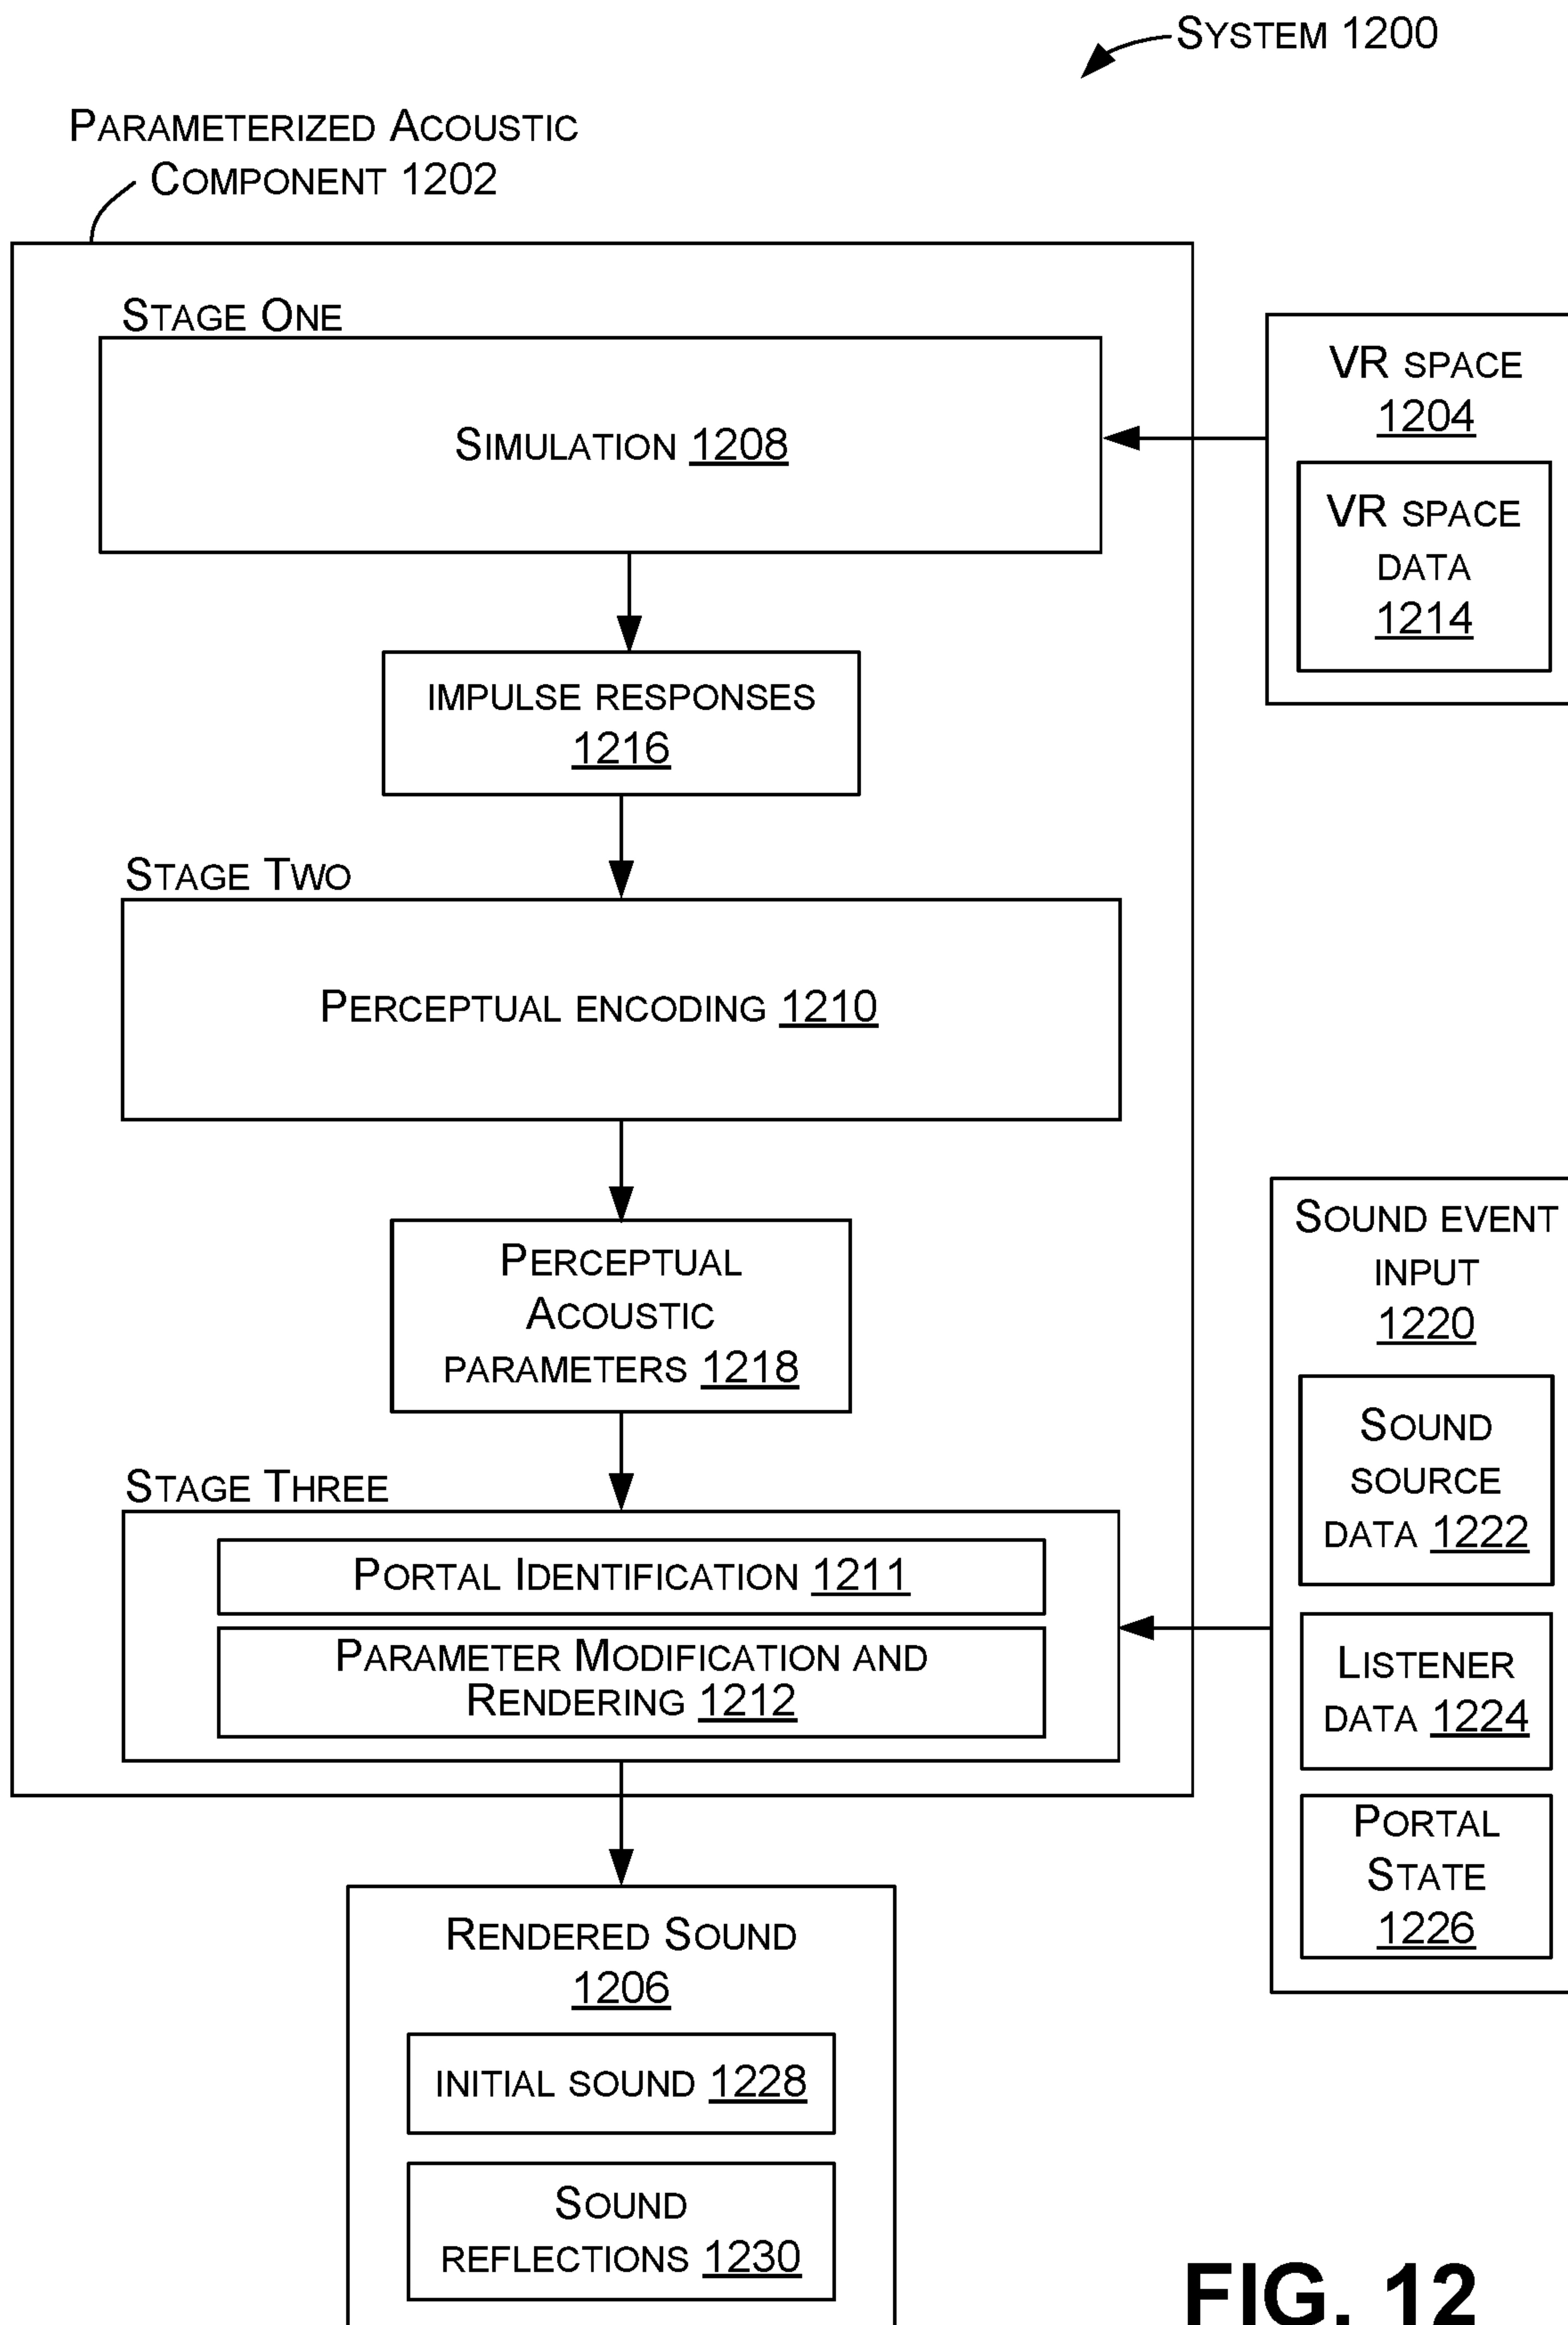 SYSTEM 1200
PARAMETERIZED ACOUSTIC
COMPONENT 1202
STAGE ONE
SIMULATION 1208
VR SPACE
1204
VR SPACE
DATA
1214
IMPULSE RESPONSES
1216
STAGE TWO
PERCEPTUAL ENCODING 1210
PERCEPTUAL
ACOUSTIC
PARAMETERS 1218
SOUND EVENT
INPUT
1220
SOUND
SOURCE
DATA 1222
LISTENER
DATA 1224
PORTAL
STATE
1226
STAGE THREE
PORTAL IDENTIFICATION 1211
PARAMETER MODIFICATION AND
RENDERING 1212
RENDERED SOUND
1206
INITIAL SOUND 1228
SOUND
REFLECTIONS 1230
FIG. 12